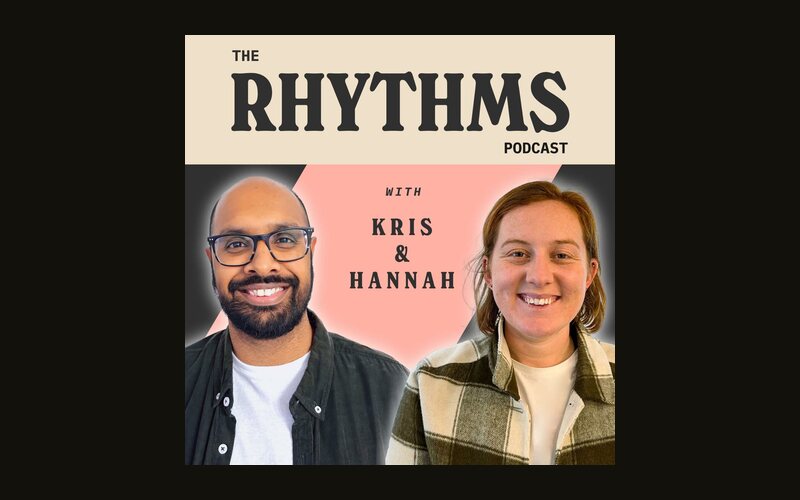 THE
RHYTHMS
PODCAST
WITH
KRIS
&
HANNAH